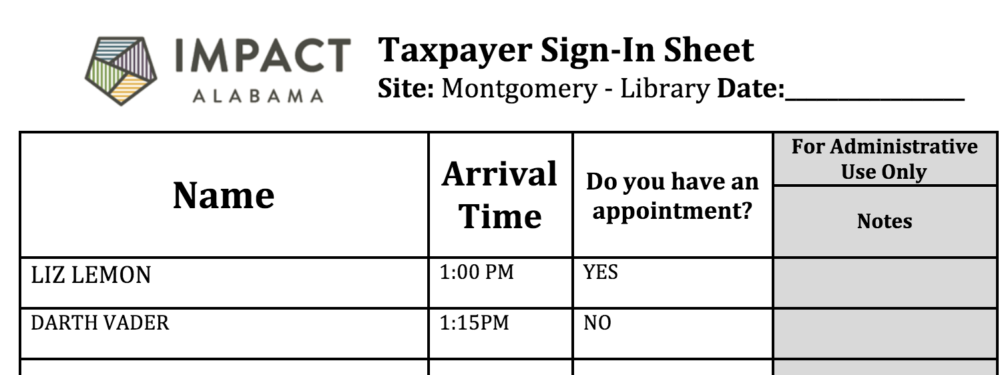 IMPACT
ALABAMA
Taxpayer Sign-In Sheet
Site: Montgomery - Library Date:_______________
Name
Arrival
Time
Do you have an
appointment?
For Administrative
Use Only
Notes
LIZ LEMON 1:00 PM YES
DARTH VADER 1:15PM NO